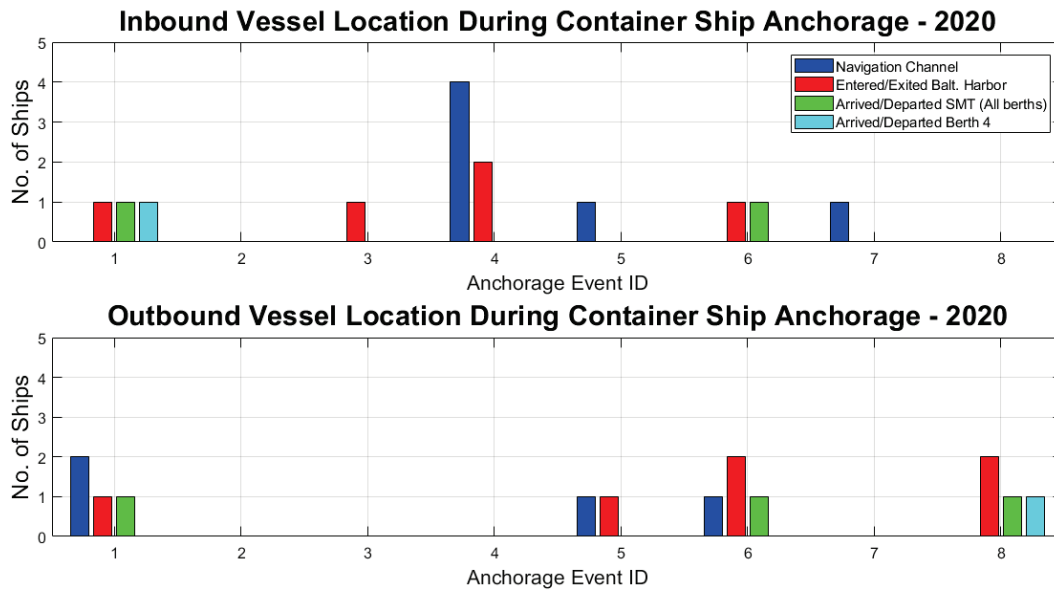 Inbound Vessel Location During Container Ship Anchorage - 2020
5
4
3
2
1
0
No. of Ships
Navigation Channel
Entered/Exited Balt. Harbor
Arrived/Departed SMT (All berths)
Arrived/Departed Berth 4
1 2 3 4 5 6 7 8
Anchorage Event ID
Outbound Vessel Location During Container Ship Anchorage - 2020
5
4
3
2
1
0
No. of Ships
1 2 3 4 5 6 7 8
Anchorage Event ID